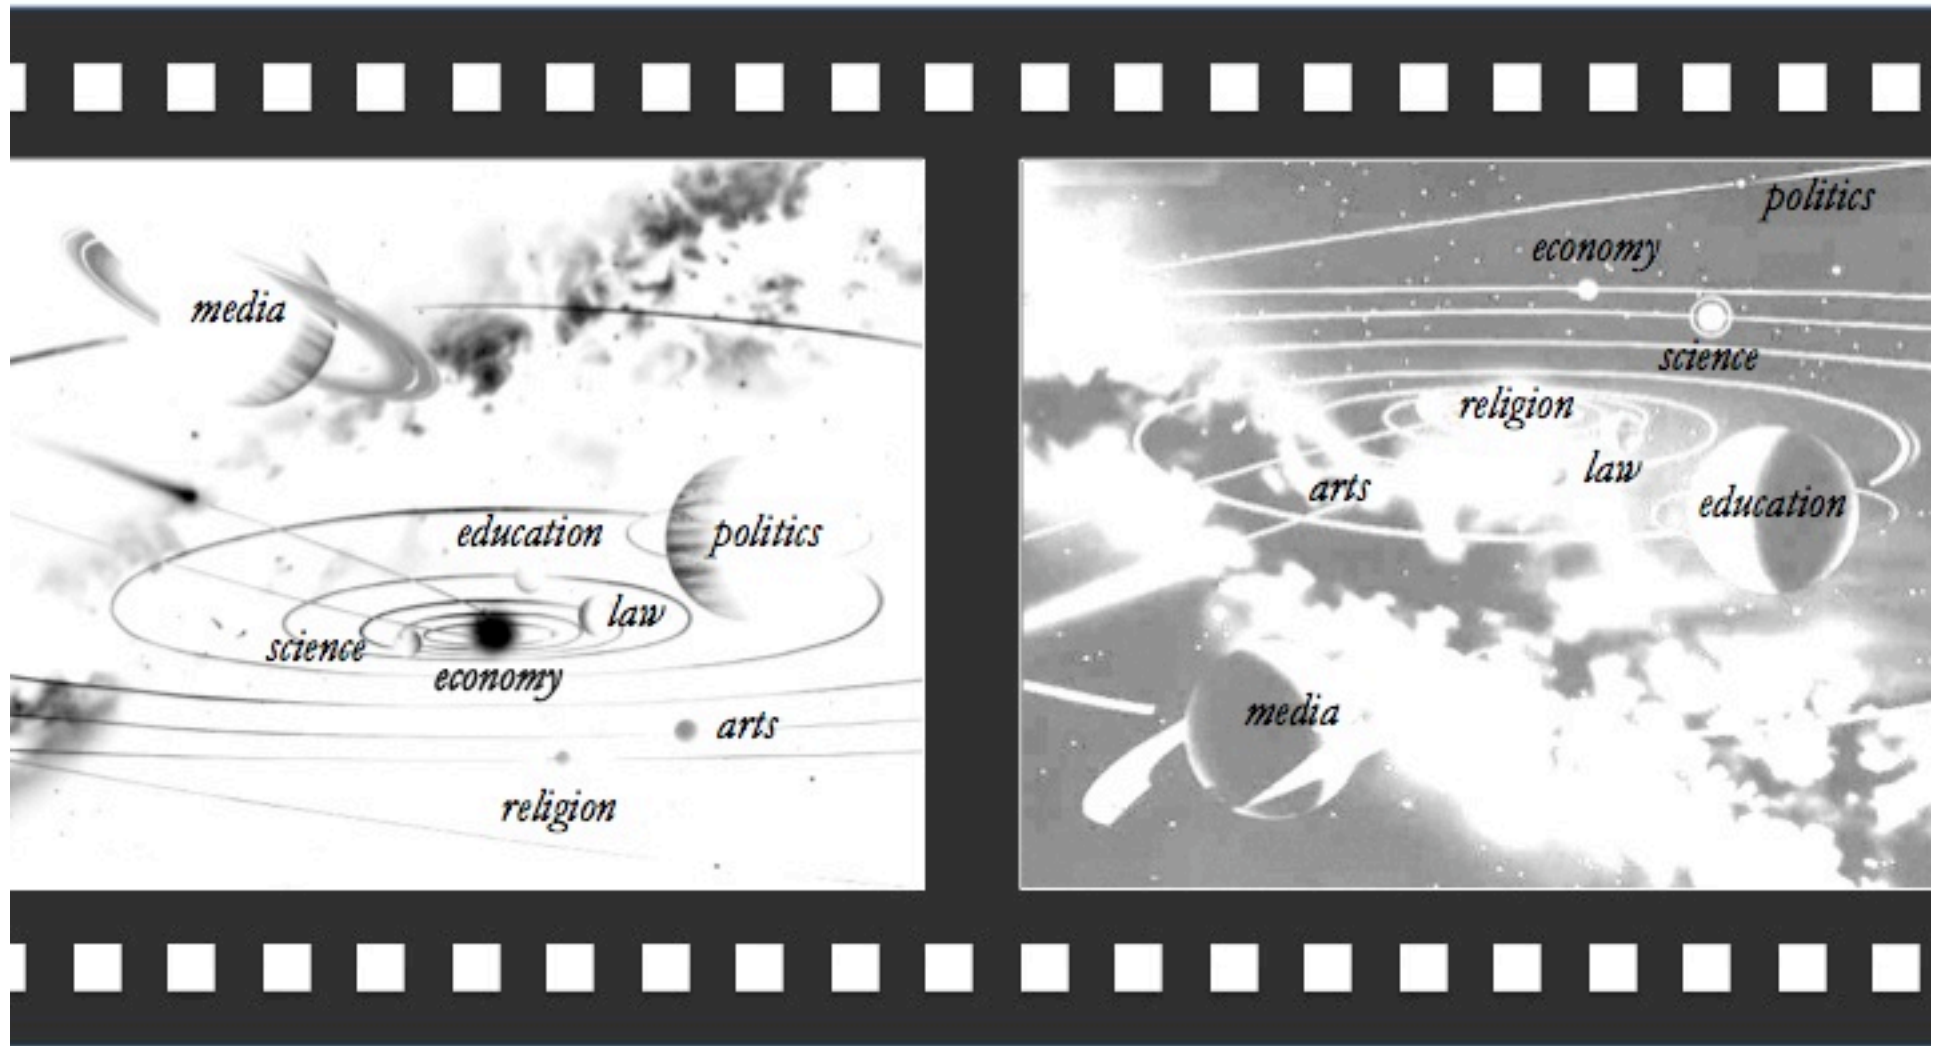 media
education
politics
law
science
economy
arts
religion
politics
economy
science
religion
law
arts
education
media